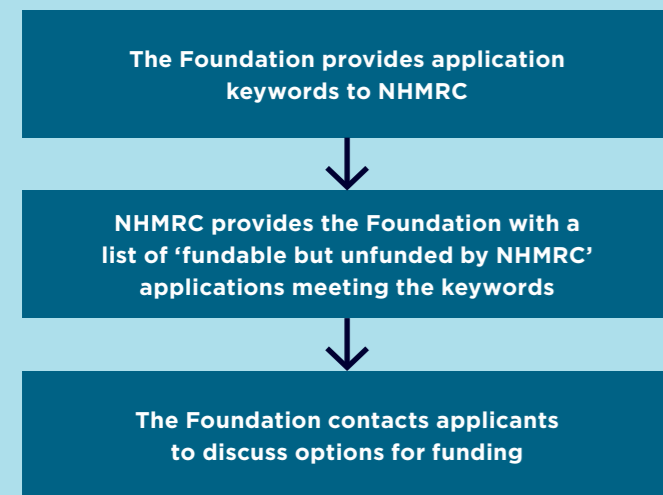 The Foundation provides application
keywords to NHMRC
NHMRC provides the Foundation with a
list of ‘fundable but unfunded by NHMRC’
applications meeting the keywords
The Foundation contacts applicants
to discuss options for funding